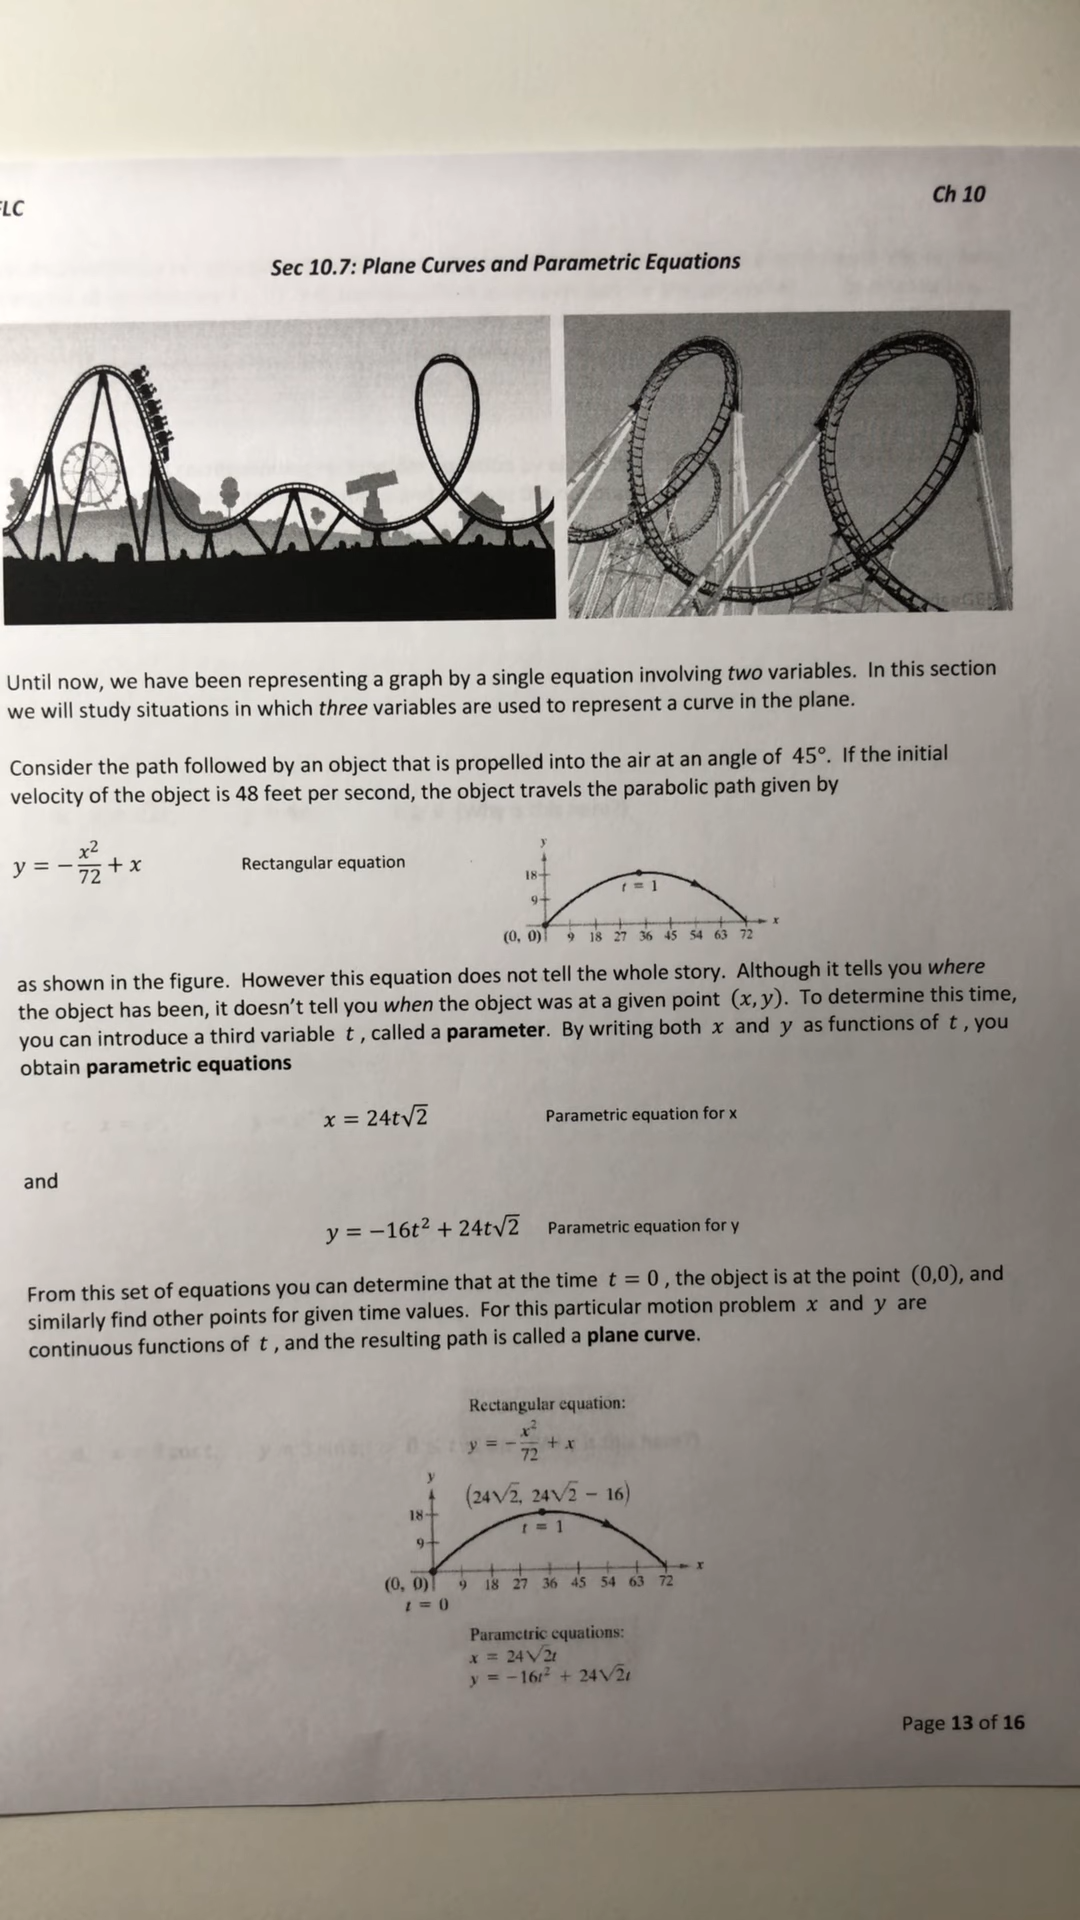 FLC
Ch 10
Sec 10.7: Plane Curves and Parametric Equations
Until now, we have been representing a graph by a single equation involving two variables. In this section
we will study situations in which three variables are used to represent a curve in the plane.
Consider the path followed by an object that is propelled into the air at an angle of 45°. If the initial
velocity of the object is 48 feet per second, the object travels the parabolic path given by
y = −x²/72 + x
Rectangular equation
y
18
t = 1
9
x
(0, 0) 9 18 27 36 45 54 63 72
as shown in the figure. However this equation does not tell the whole story. Although it tells you where
the object has been, it doesn't tell you when the object was at a given point (x, y). To determine this time,
you can introduce a third variable t , called a parameter. By writing both x and y as functions of t , you
obtain parametric equations
x = 24t√2 Parametric equation for x
and
y = −16t² + 24t√2 Parametric equation for y
From this set of equations you can determine that at the time t = 0 , the object is at the point (0,0), and
similarly find other points for given time values. For this particular motion problem x and y are
continuous functions of t , and the resulting path is called a plane curve.
Rectangular equation:
y = −x²/72 + x
y
(24√2, 24√2 − 16)
18
t = 1
9
x
(0, 0) 9 18 27 36 45 54 63 72
t = 0
Parametric equations:
x = 24√2t
y = −16t² + 24√2t
Page 13 of 16